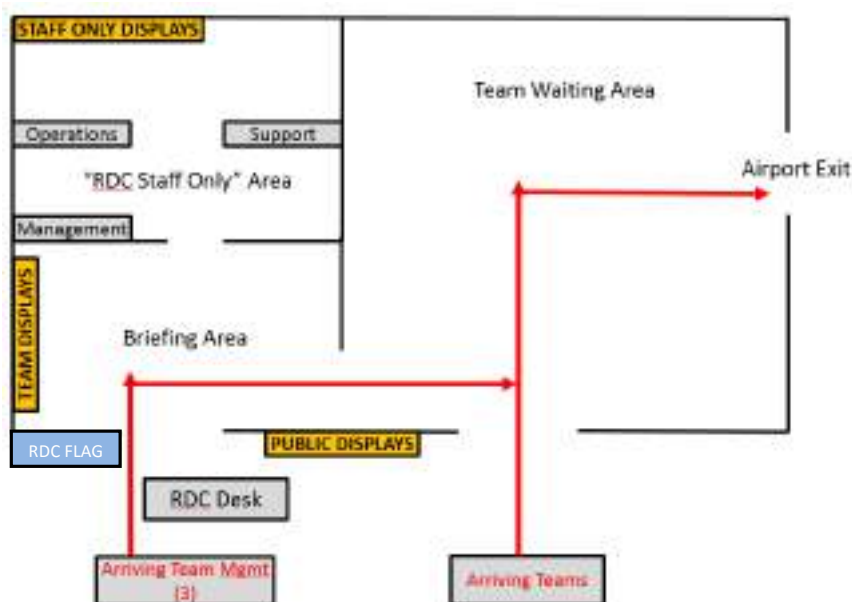 STAFF ONLY DISPLAYS
Team Waiting Area
Operations
Support
"RDC Staff Only" Area
Airport Exit
Management
TEAM DISPLAYS
Briefing Area
RDC FLAG
PUBLIC DISPLAYS
RDC Desk
Arriving Team Mgmt
(3)
Arriving Teams